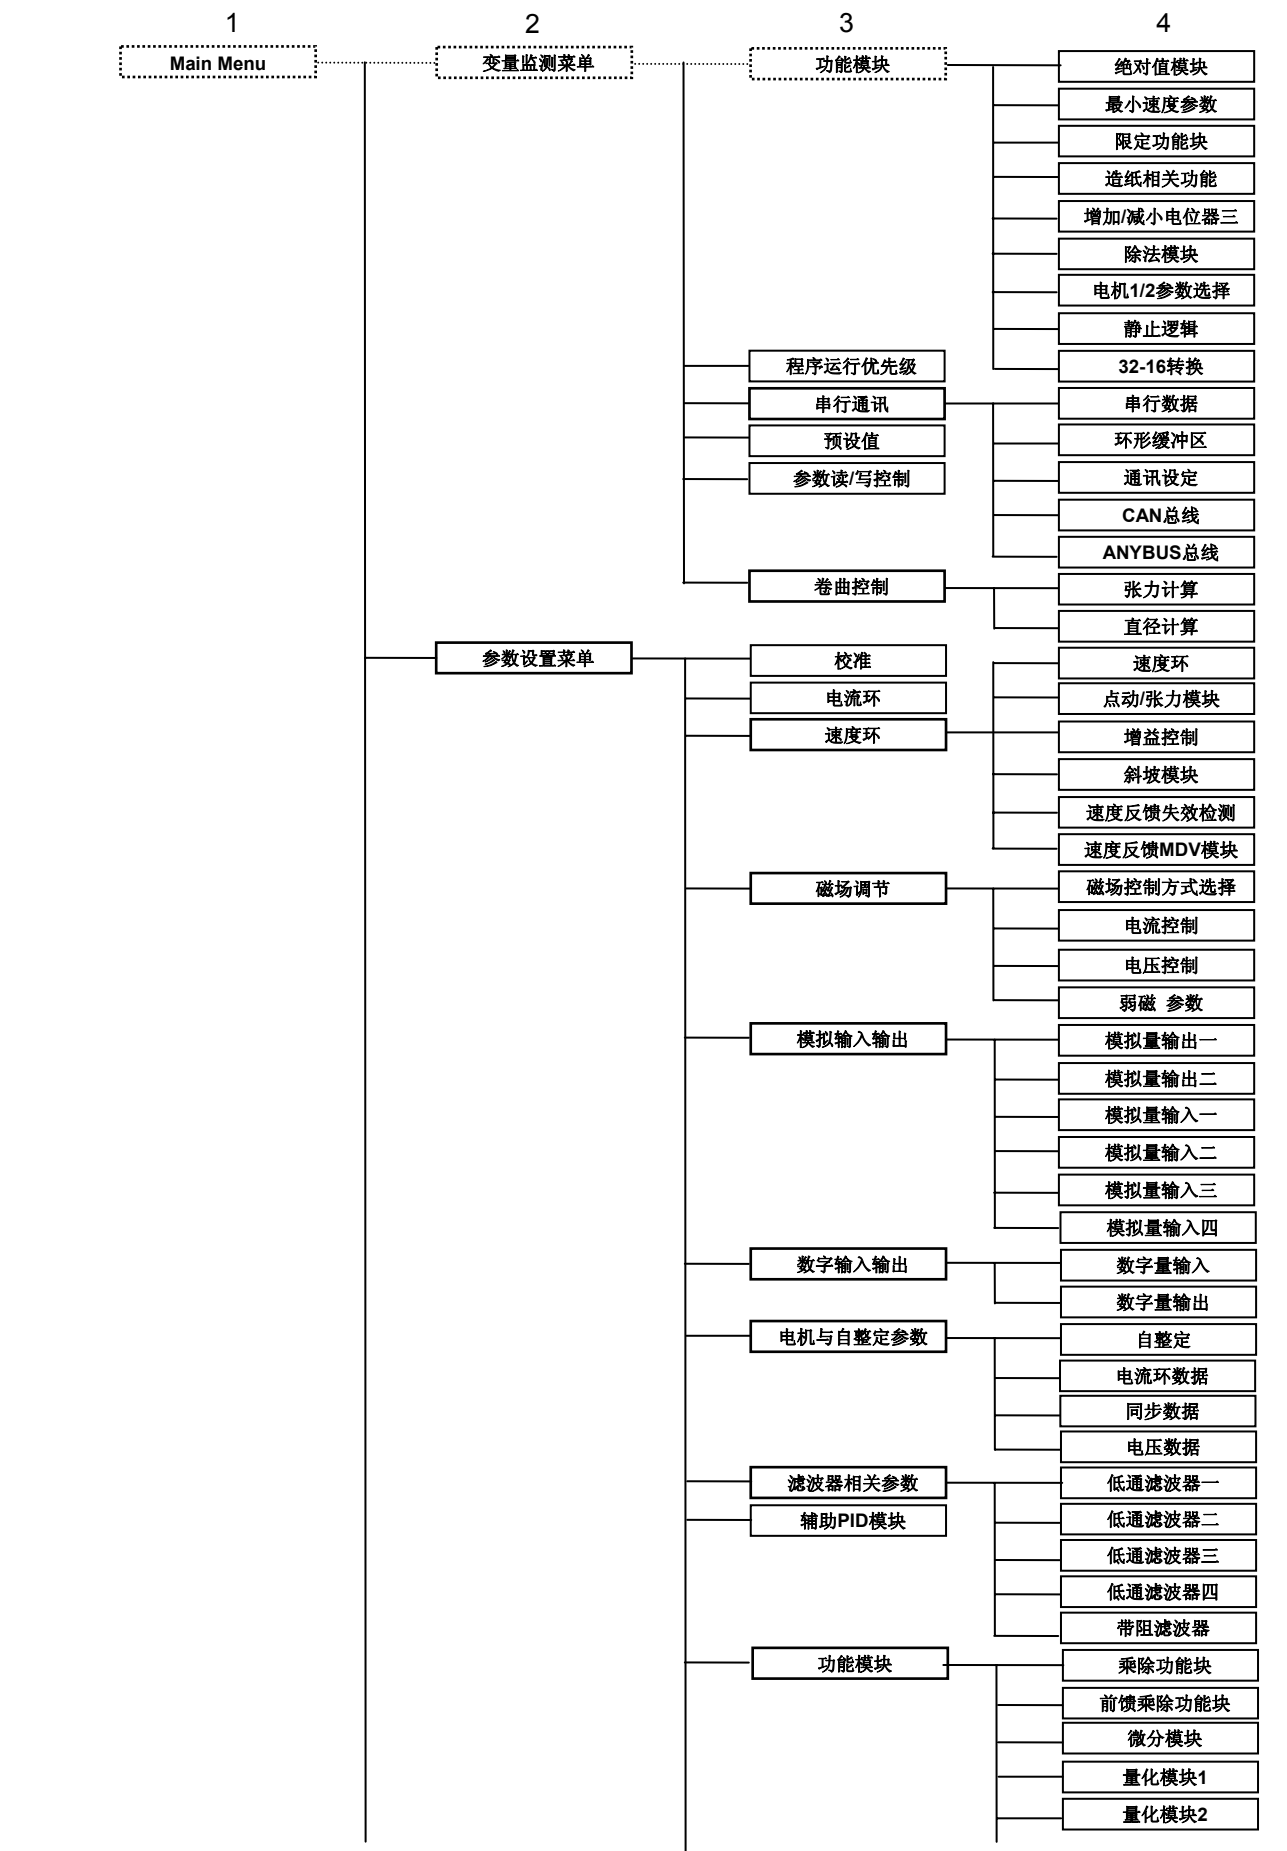 1 2 3 4
Main Menu 变量监测菜单 功能模块 绝对值模块
最小速度参数
限定功能块
造纸相关功能
增加/减小电位器三
除法模块
电机1/2参数选择
静止逻辑
程序运行优先级 32-16转换
串行通讯 串行数据
预设值 环形缓冲区
参数读/写控制 通讯设定
CAN总线
ANYBUS总线
卷曲控制 张力计算
直径计算
参数设置菜单 校准 速度环
电流环 点动/张力模块
速度环 增益控制
斜坡模块
速度反馈失效检测
速度反馈MDV模块
磁场调节 磁场控制方式选择
电流控制
电压控制
弱磁 参数
模拟输入输出 模拟量输出一
模拟量输出二
模拟量输入一
模拟量输入二
模拟量输入三
模拟量输入四
数字输入输出 数字量输入
数字量输出
电机与自整定参数 自整定
电流环数据
同步数据
电压数据
滤波器相关参数 低通滤波器一
辅助PID模块 低通滤波器二
低通滤波器三
低通滤波器四
带阻滤波器
功能模块 乘除功能块
前馈乘除功能块
微分模块
量化模块1
量化模块2